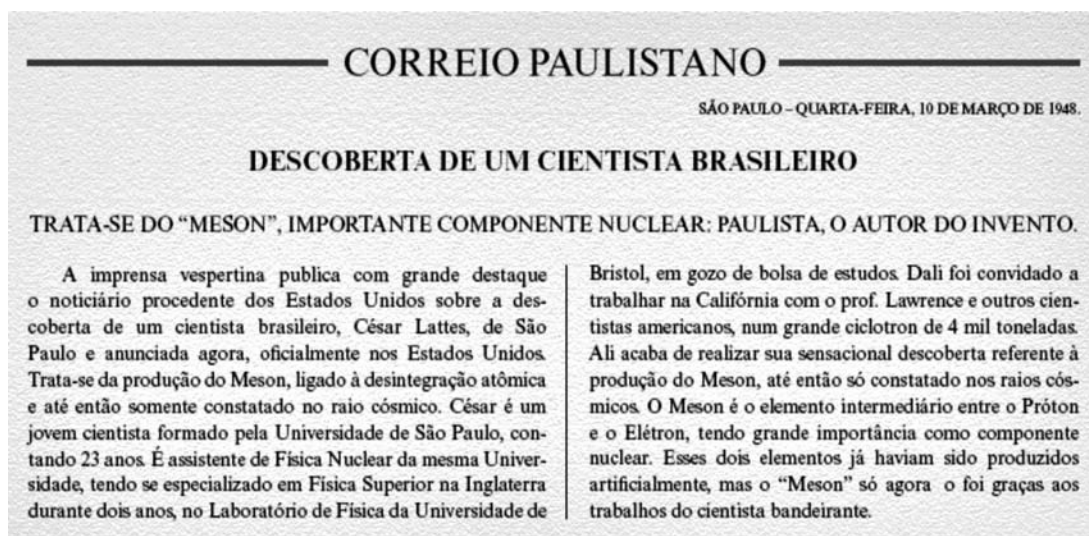 CORREIO PAULISTANO
SÃO PAULO – QUARTA-FEIRA, 10 DE MARÇO DE 1948.
DESCOBERTA DE UM CIENTISTA BRASILEIRO
TRATA-SE DO “MESON”, IMPORTANTE COMPONENTE NUCLEAR: PAULISTA, O AUTOR DO INVENTO.
A imprensa vespertina publica com grande destaque
o noticiário procedente dos Estados Unidos sobre a des-
coberta de um cientista brasileiro, César Lattes, de São
Paulo e anunciada agora, oficialmente nos Estados Unidos.
Trata-se da produção do Meson, ligado à desintegração atômica
e até então somente constatado no raio cósmico. César é um
jovem cientista formado pela Universidade de São Paulo, con-
tando 23 anos. É assistente de Física Nuclear da mesma Univer-
sidade, tendo se especializado em Física Superior na Inglaterra
durante dois anos, no Laboratório de Física da Universidade de
Bristol, em gozo de bolsa de estudos. Dali foi convidado a
trabalhar na Califórnia com o prof. Lawrence e outros cien-
tistas americanos, num grande ciclotron de 4 mil toneladas.
Ali acaba de realizar sua sensacional descoberta referente à
produção do Meson, até então só constatado nos raios cós-
micos. O Meson é o elemento intermediário entre o Próton
e o Elétron, tendo grande importância como componente
nuclear. Esses dois elementos já haviam sido produzidos
artificialmente, mas o “Meson” só agora o foi graças aos
trabalhos do cientista bandeirante.